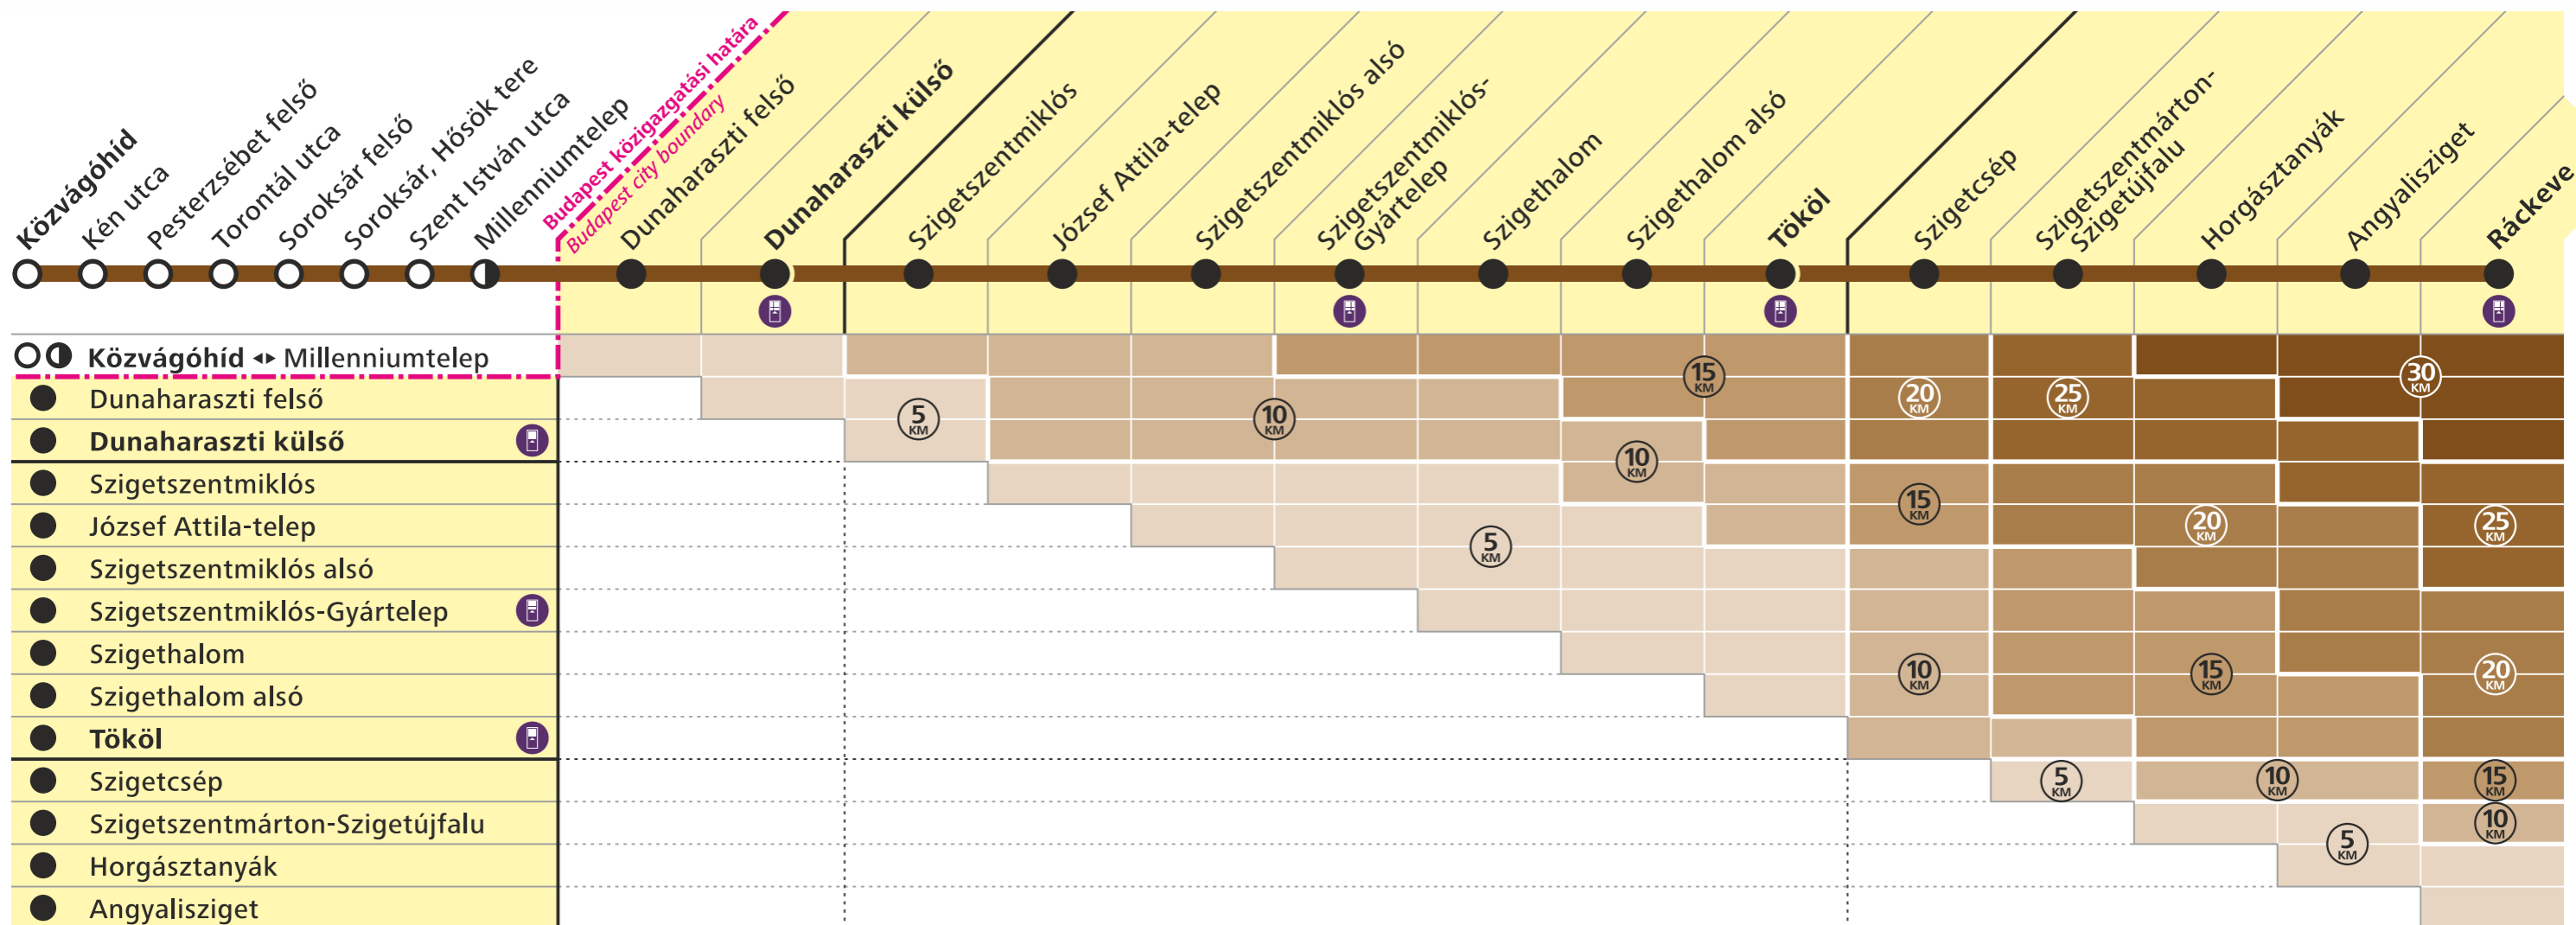 Közvágóhíd
Kén utca
Pesterzsébet felső
Torontál utca
Soroksár felső
Soroksár, Hősök tere
Szent István utca
Millenniumtelep
Budapest közigazgatási határa
Budapest city boundary
Dunaharaszti felső
Dunaharaszti külső
Szigetszentmiklós
József Attila-telep
Szigetszentmiklós alsó
Szigetszentmiklós-
Gyártelep
Szigethalom
Szigethalom alsó
Tököl
Szigetcsép
Szigetszentmárton-
Szigetújfalu
Horgásztanyák
Angyalisziget
Ráckeve
Közvágóhíd ◂▸ Millenniumtelep
15 KM
30 KM
Dunaharaszti felső
20 KM
25 KM
5 KM
10 KM
Dunaharaszti külső
10 KM
Szigetszentmiklós
15 KM
József Attila-telep
20 KM
25 KM
5 KM
Szigetszentmiklós alsó
Szigetszentmiklós-Gyártelep
Szigethalom
10 KM
15 KM
20 KM
Szigethalom alsó
Tököl
Szigetcsép
5 KM
10 KM
15 KM
Szigetszentmárton-Szigetújfalu
10 KM
5 KM
Horgásztanyák
Angyalisziget